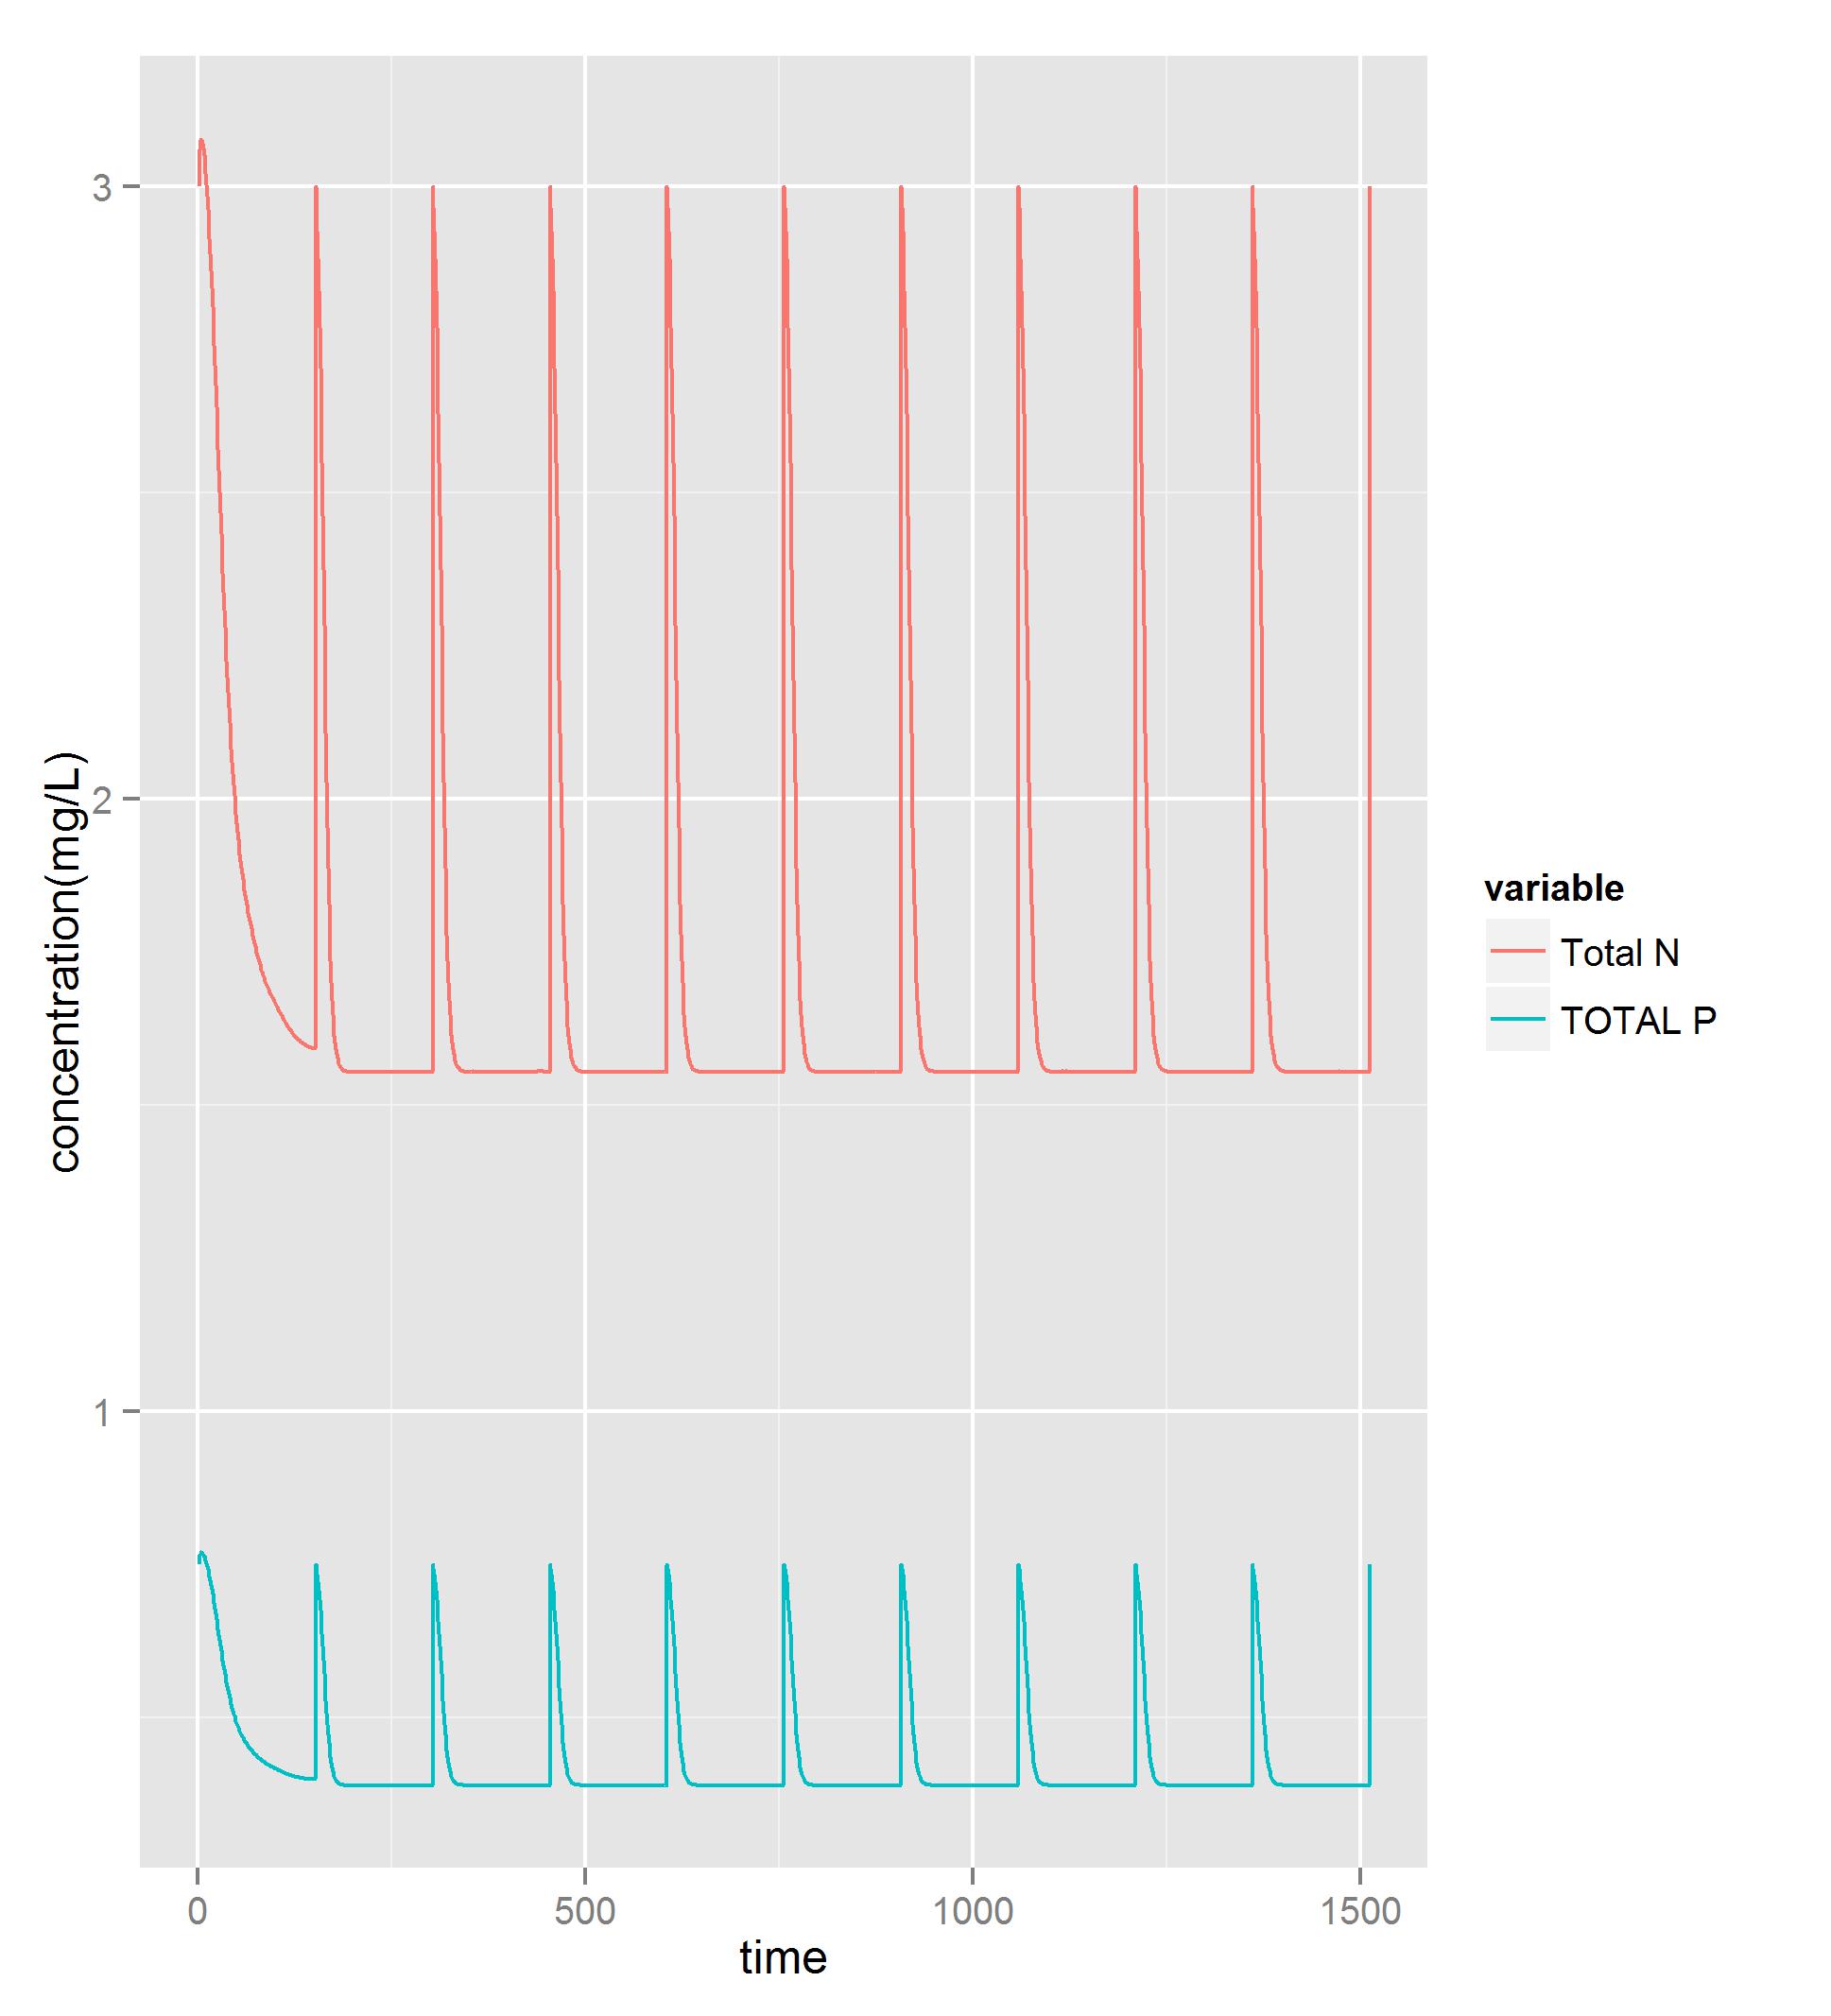 concentration(mg/L)
3
2
1
0 500 1000 1500
time
variable
Total N
TOTAL P